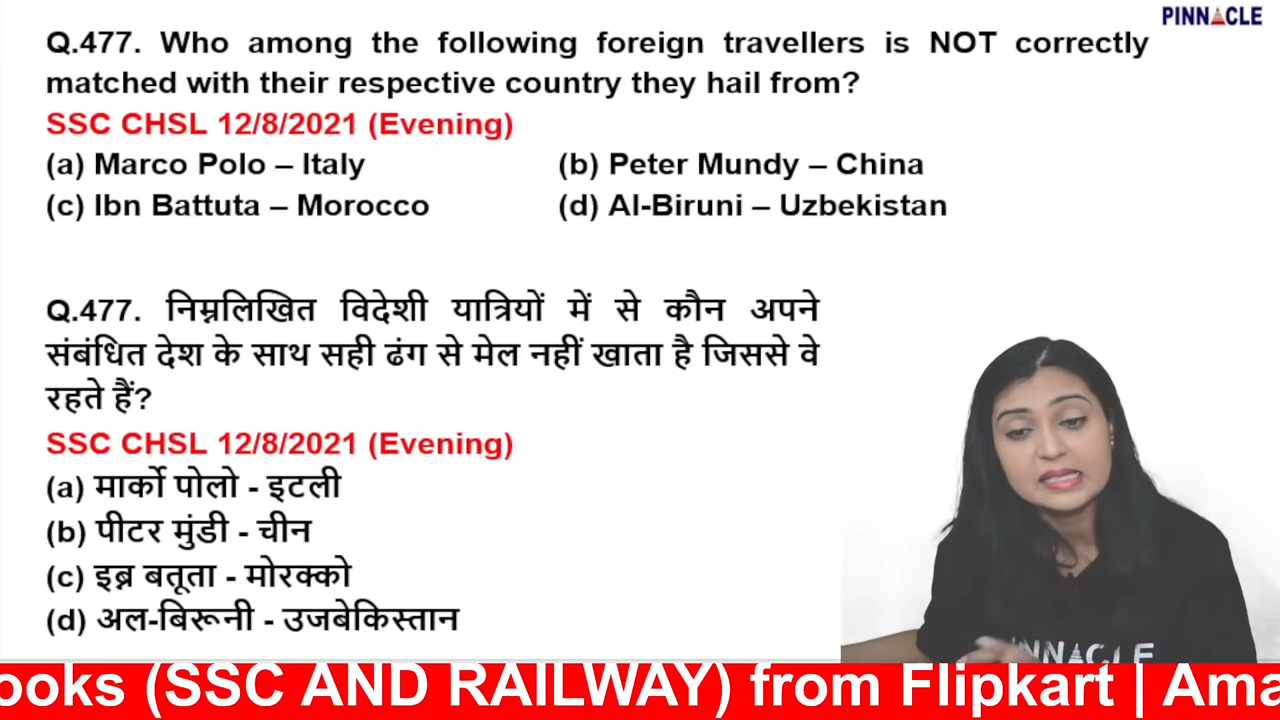 PINNACLE
Q.477. Who among the following foreign travellers is NOT correctly
matched with their respective country they hail from?
SSC CHSL 12/8/2021 (Evening)
(a) Marco Polo – Italy (b) Peter Mundy – China
(c) Ibn Battuta – Morocco (d) Al-Biruni – Uzbekistan
Q.477. निम्नलिखित विदेशी यात्रियों में से कौन अपने
संबंधित देश के साथ सही ढंग से मेल नहीं खाता है जिससे वे
रहते हैं?
SSC CHSL 12/8/2021 (Evening)
(a) मार्को पोलो - इटली
(b) पीटर मुंडी - चीन
(c) इब्न बतूता - मोरक्को
(d) अल-बिरूनी - उजबेकिस्तान
PINNACLE
ooks (SSC AND RAILWAY) from Flipkart | Ama